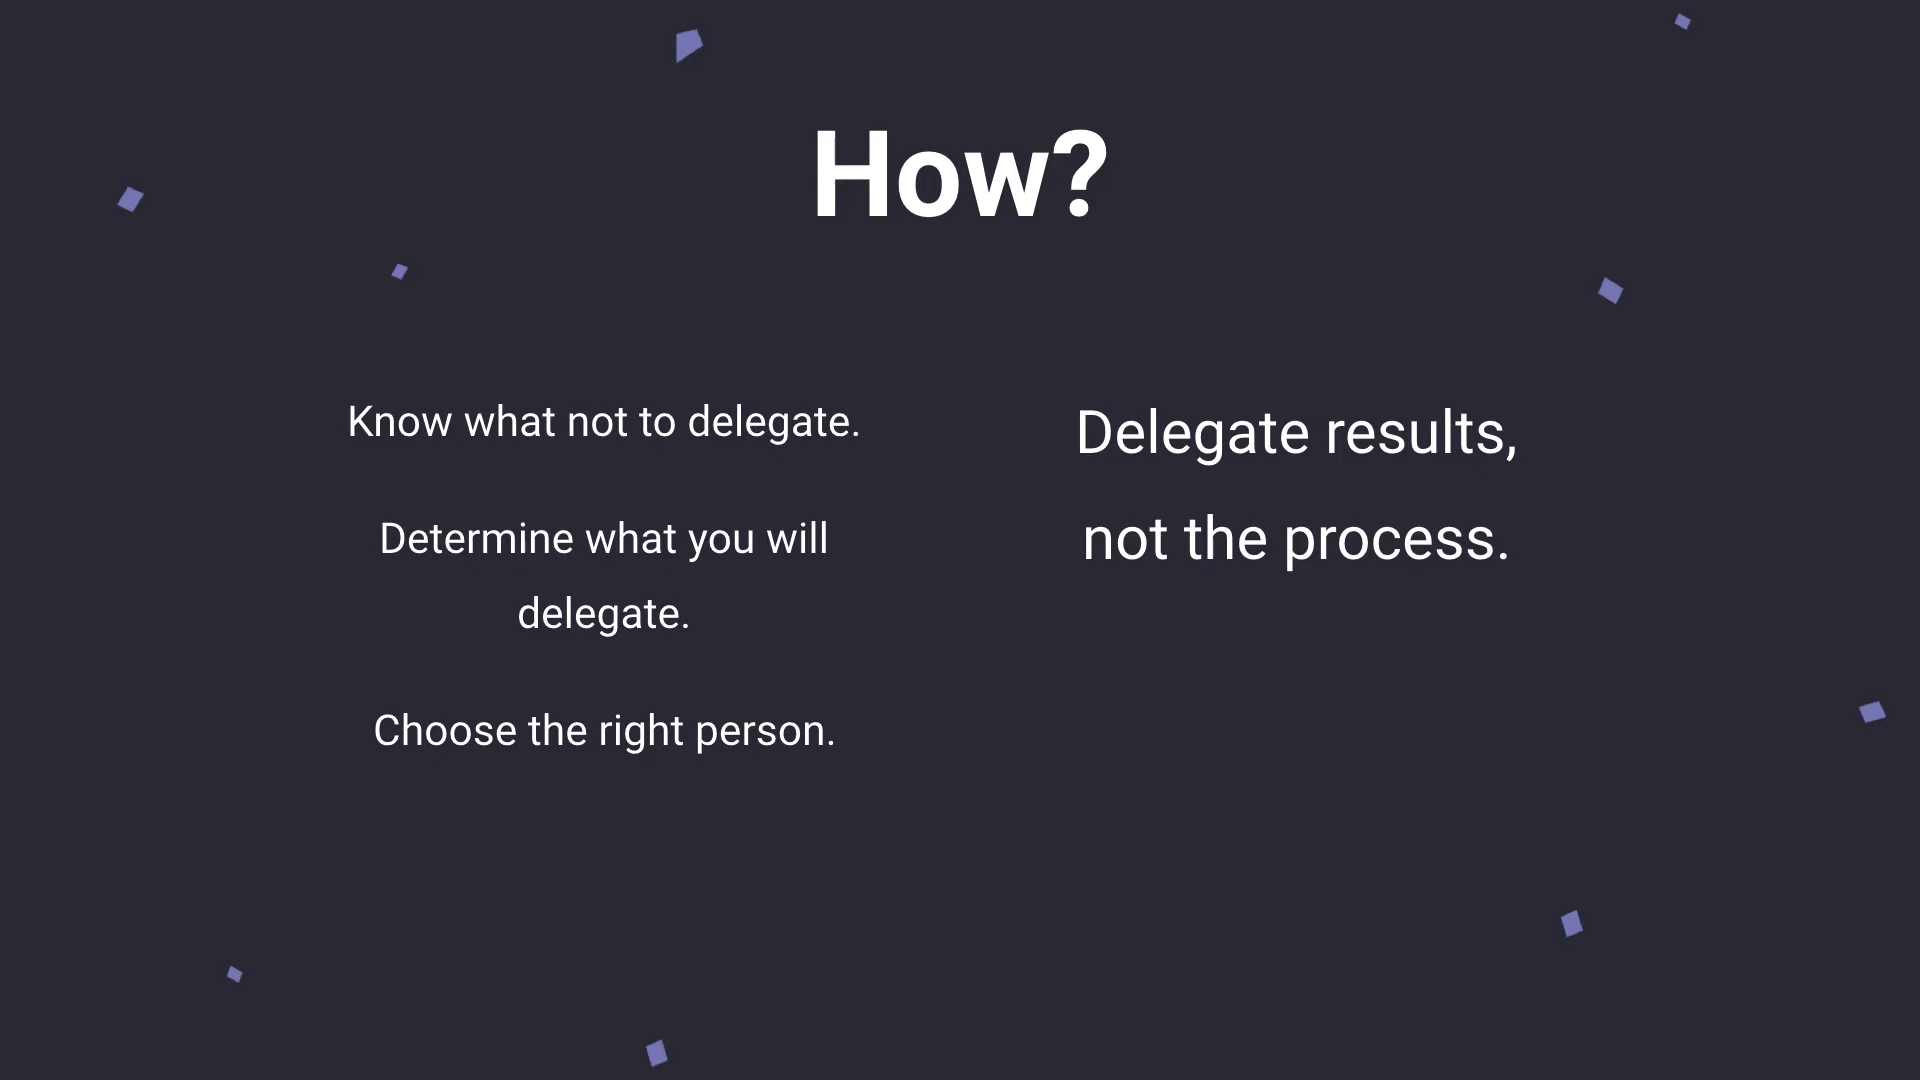 How?
Know what not to delegate.
Determine what you will
delegate.
Choose the right person.
Delegate results,
not the process.